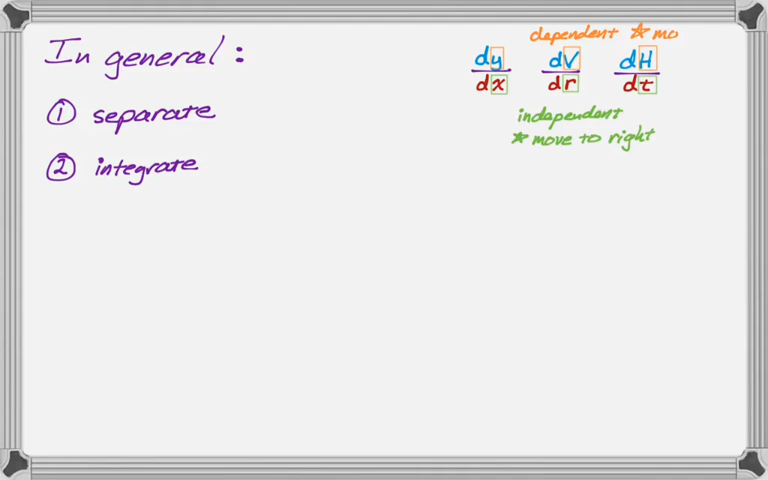 In general:
① separate
② integrate
dependent ☆ mo
dy/dx dV/dr dH/dt
independent
☆ move to right